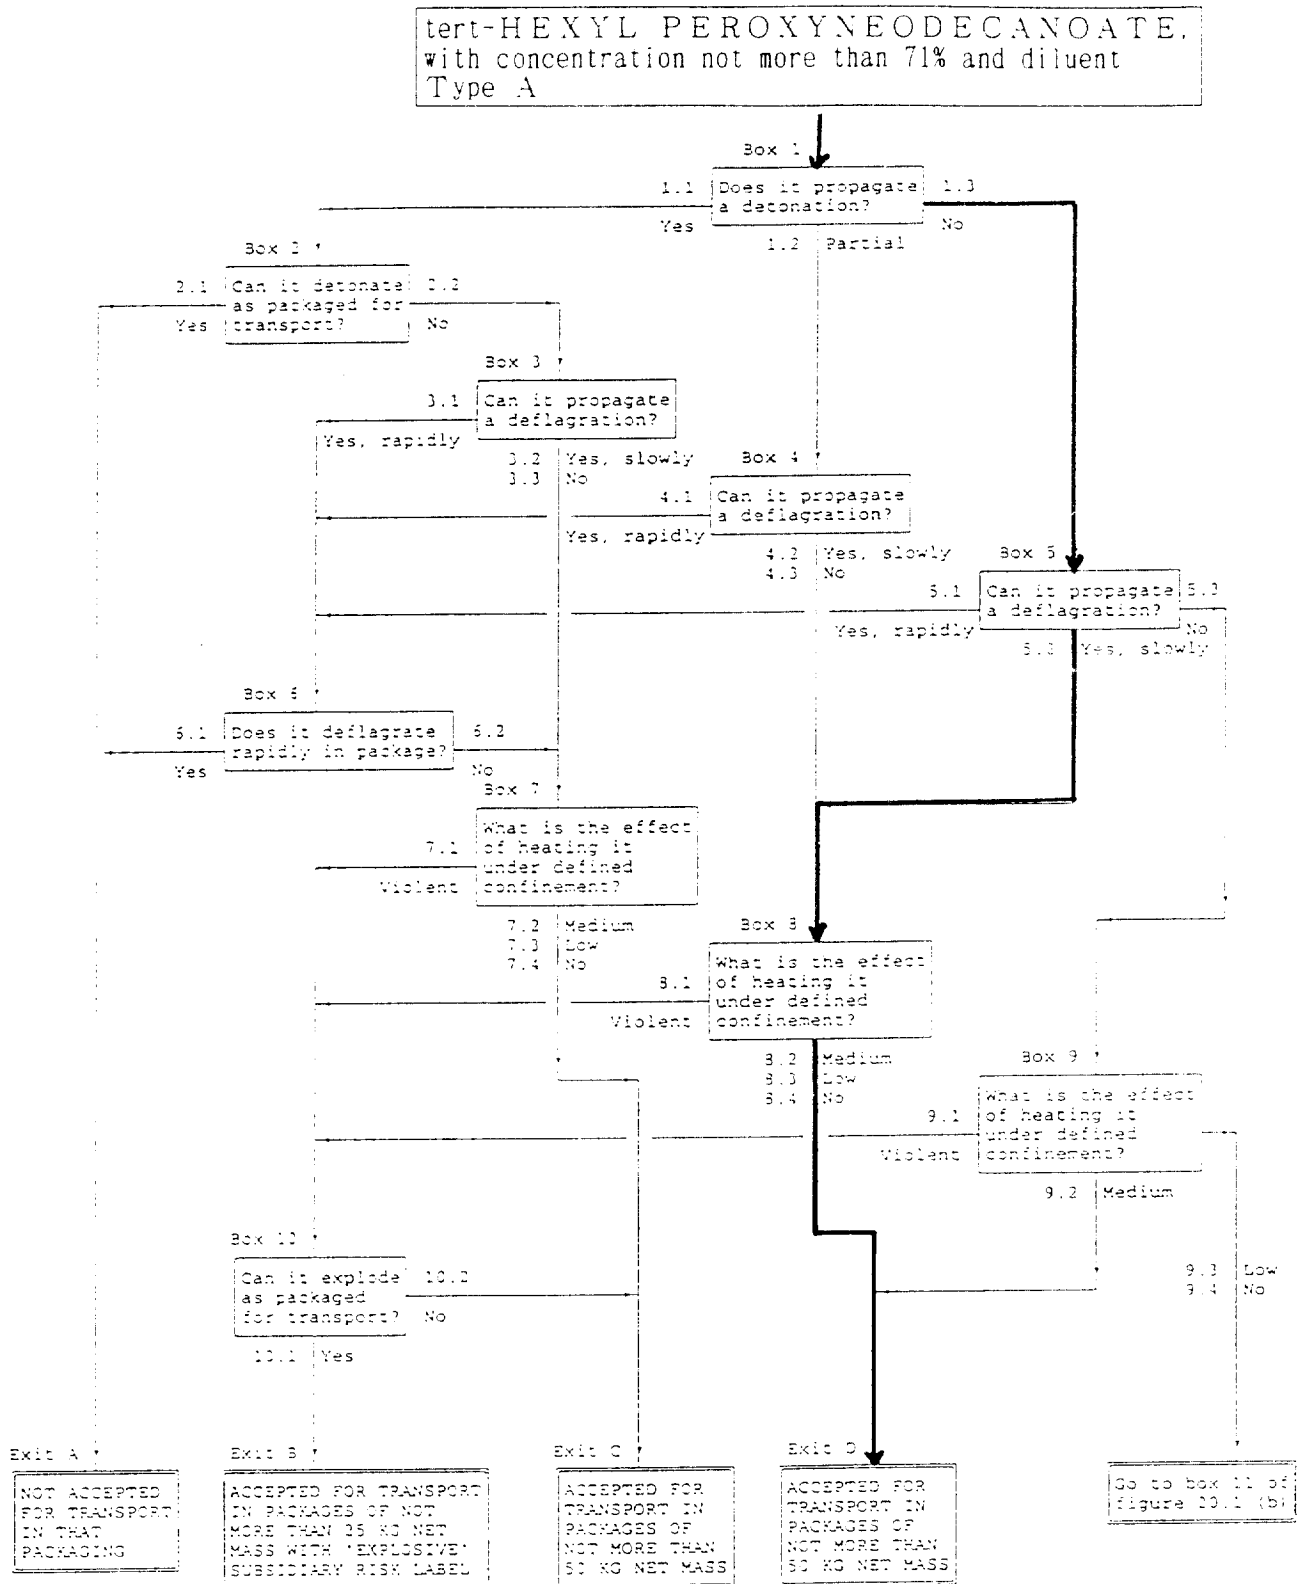 tert-HEXYL PEROXYNEODECANOATE,
with concentration not more than 71% and diluent
Type A
Box 1
1.1
Does it propagate
a detonation?
1.3
Yes
No
1.2 Partial
Box 2
2.1
Can it detonate
as packaged for
transport?
2.2
Yes
No
Box 3
3.1
Can it propagate
a deflagration?
Yes, rapidly
3.2 Yes, slowly
3.3 No
Box 4
4.1
Can it propagate
a deflagration?
Yes, rapidly
4.2 Yes, slowly
4.3 No
Box 5
5.1
Can it propagate
a deflagration?
5.3
Yes, rapidly
No
5.2 Yes, slowly
Box 6
6.1
Does it deflagrate
rapidly in package?
6.2
Yes
No
Box 7
7.1
What is the effect
of heating it
under defined
confinement?
Violent
7.2 Medium
7.3 Low
7.4 No
Box 8
8.1
What is the effect
of heating it
under defined
confinement?
Violent
8.2 Medium
8.3 Low
8.4 No
Box 9
9.1
What is the effect
of heating it
under defined
confinement?
Violent
9.2 Medium
9.3 Low
9.4 No
Box 10
Can it explode
as packaged
for transport?
10.2
No
10.1 Yes
Exit A
NOT ACCEPTED
FOR TRANSPORT
IN THAT
PACKAGING
Exit B
ACCEPTED FOR TRANSPORT
IN PACKAGES OF NOT
MORE THAN 25 KG NET
MASS WITH 'EXPLOSIVE'
SUBSIDIARY RISK LABEL
Exit C
ACCEPTED FOR
TRANSPORT IN
PACKAGES OF
NOT MORE THAN
50 KG NET MASS
Exit D
ACCEPTED FOR
TRANSPORT IN
PACKAGES OF
NOT MORE THAN
50 KG NET MASS
Go to box 11 of
figure 20.1 (b)